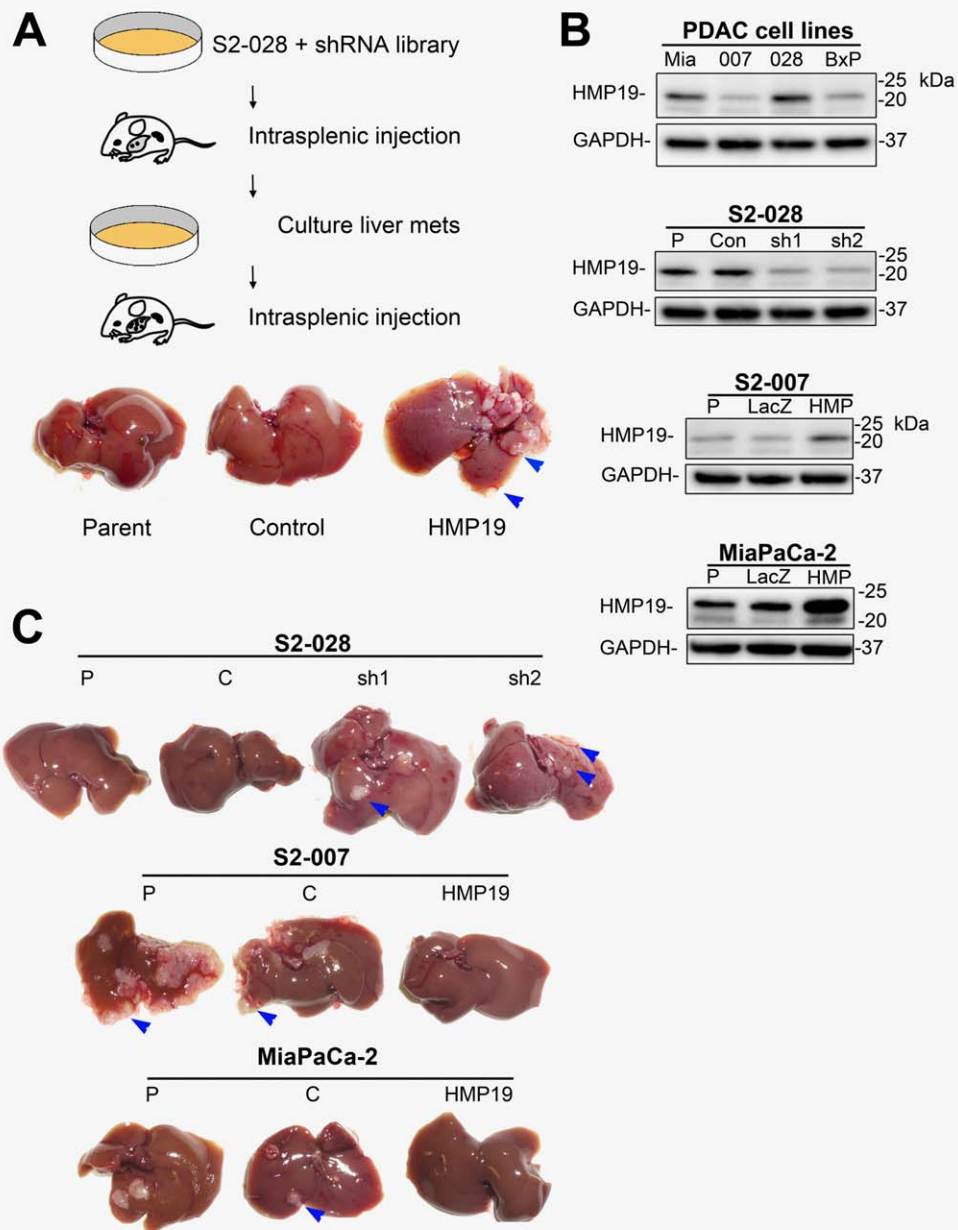 A
S2-028 + shRNA library
Intrasplenic injection
Culture liver mets
Intrasplenic injection
Parent Control HMP19
B
PDAC cell lines
Mia 007 028 BxP
HMP19- -25 kDa
-20
GAPDH- -37
S2-028
P Con sh1 sh2
HMP19- -25
-20
GAPDH- -37
S2-007
P LacZ HMP
HMP19- -25 kDa
-20
GAPDH- -37
MiaPaCa-2
P LacZ HMP
HMP19- -25
-20
GAPDH- -37
C
S2-028
P C sh1 sh2
S2-007
P C HMP19
MiaPaCa-2
P C HMP19